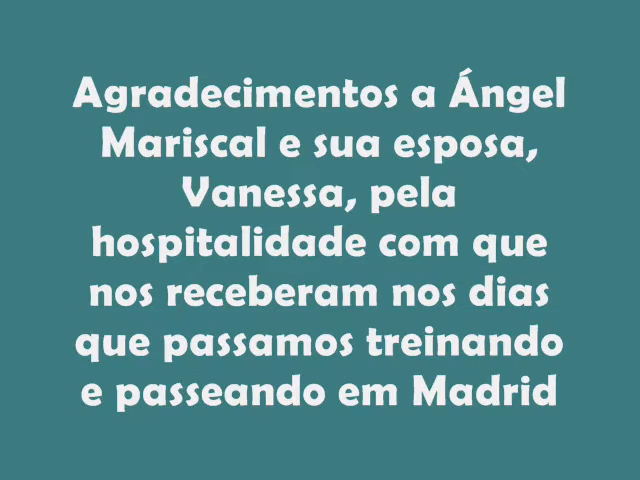 Agradecimentos a Ángel
Mariscal e sua esposa,
Vanessa, pela
hospitalidade com que
nos receberam nos dias
que passamos treinando
e passeando em Madrid